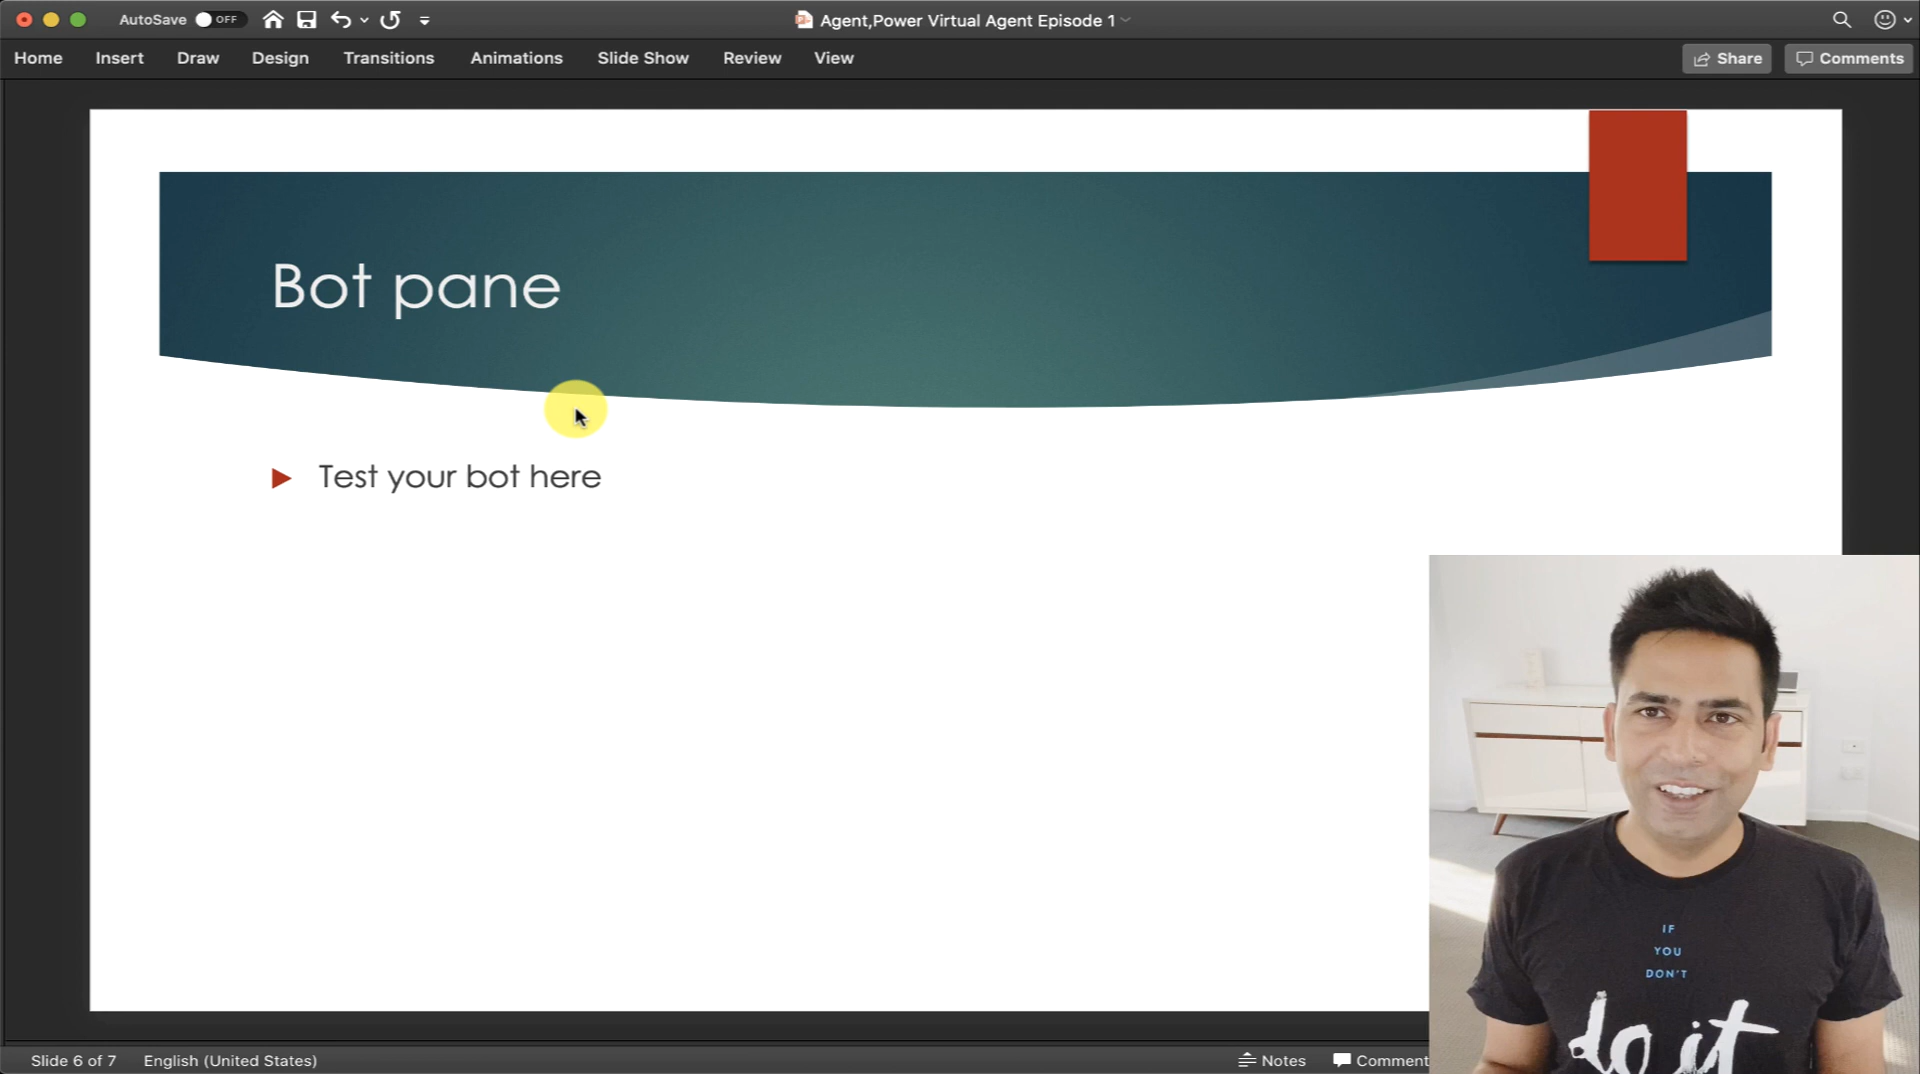 AutoSave OFF
Agent,Power Virtual Agent Episode 1
Home Insert Draw Design Transitions Animations Slide Show Review View Share Comments
Bot pane
Test your bot here
IF
YOU
DON'T
do it
Slide 6 of 7 English (United States) Notes Comment